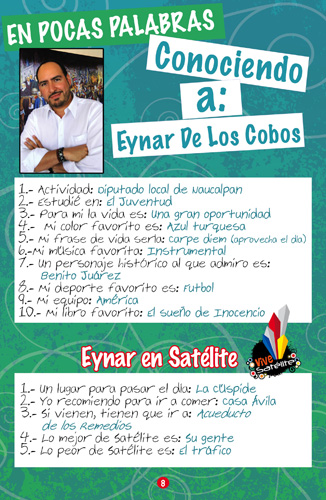 EN POCAS PALABRAS
Conociendo
a:
Eynar De Los Cobos
1.- Actividad: Diputado local de Naucalpan
2.- Estudié en: El Juventud
3.- Para mi la vida es: Una gran oportunidad
4.- Mi color favorito es: Azul turquesa
5.- Mi frase de vida sería: Carpe diem (aprovecha el día)
6.-Mi música favorita: Instrumental
7.- Un personaje histórico al que admiro es:
Benito Juárez
8.- Mi deporte favorito es: Futbol
9.- Mi equipo: América
10.- Mi libro favorito: El sueño de Inocencio
Eynar en Satélite
Vive
Satélite
1.- Un lugar para pasar el día: La Cúspide
2.- Yo recomiendo para ir a comer: Casa Ávila
3.- Si vienen, tienen que ir a: Acueducto
de los Remedios
4.- Lo mejor de Satélite es: Su gente
5.- Lo peor de Satélite es: El tráfico
8